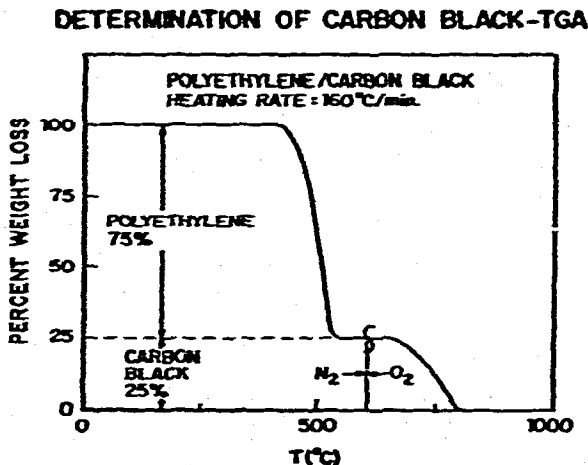 DETERMINATION OF CARBON BLACK-TGA
POLYETHYLENE/CARBON BLACK
HEATING RATE = 160°C/min.
PERCENT WEIGHT LOSS
100
75
50
25
0
POLYETHYLENE
75%
CARBON
BLACK
25%
N2
O2
0
500
1000
T(°C)